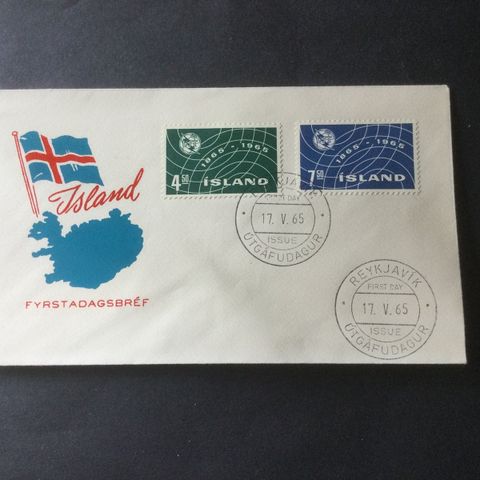 Ísland
FYRSTADAGSBRÉF
1865 - 1965
4.50 ÍSLAND
1865 - 1965
7.50 ÍSLAND
FIRST DAY
17. V. 65
ISSUE
ÚTGÁFUDAGUR
REYKJAVÍK
FIRST DAY
17. V. 65
ISSUE
ÚTGÁFUDAGUR